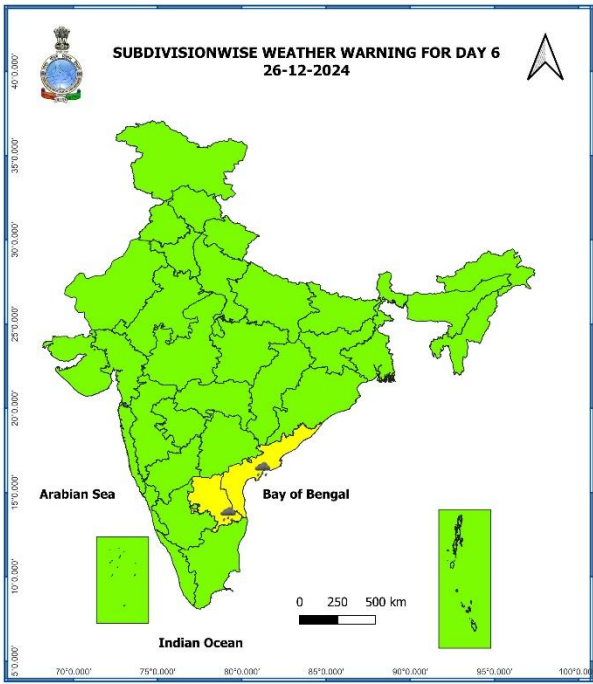 SUBDIVISIONWISE WEATHER WARNING FOR DAY 6
26-12-2024
40°0.000'
35°0.000'
30°0.000'
25°0.000'
20°0.000'
15°0.000'
10°0.000'
5°0.000'
Arabian Sea
Bay of Bengal
0 250 500 km
Indian Ocean
70°0.000' 75°0.000' 80°0.000' 85°0.000' 90°0.000' 95°0.000' 100°0.0